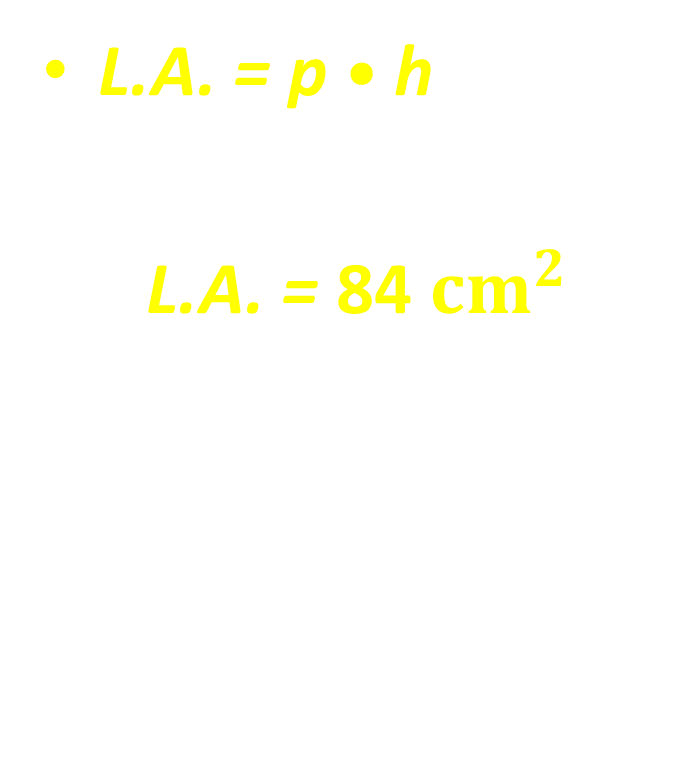 • L.A. = p • h
L.A. = 84 cm²